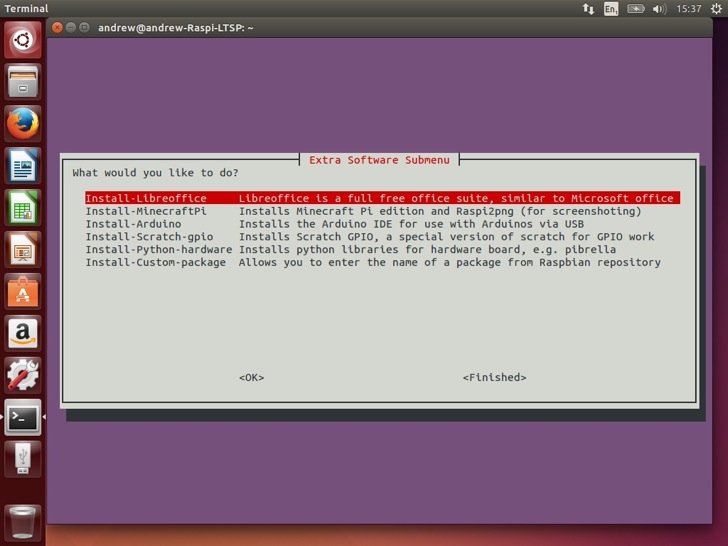 Terminal
En
15:37
andrew@andrew-Raspi-LTSP: ~
Extra Software Submenu
What would you like to do?
Install-Libreoffice Libreoffice is a full free office suite, similar to Microsoft office
Install-MinecraftPi Installs Minecraft Pi edition and Raspi2png (for screenshoting)
Install-Arduino Installs the Arduino IDE for use with Arduinos via USB
Install-Scratch-gpio Installs Scratch GPIO, a special version of scratch for GPIO work
Install-Python-hardware Installs python libraries for hardware board, e.g. pibrella
Install-Custom-package Allows you to enter the name of a package from Raspbian repository
<OK> <Finished>